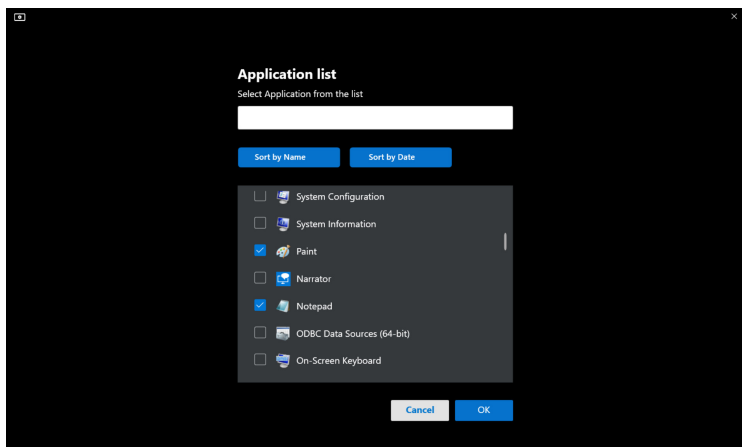 Application list
Select Application from the list
Sort by Name
Sort by Date
System Configuration
System Information
Paint
Narrator
Notepad
ODBC Data Sources (64-bit)
On-Screen Keyboard
Cancel
OK